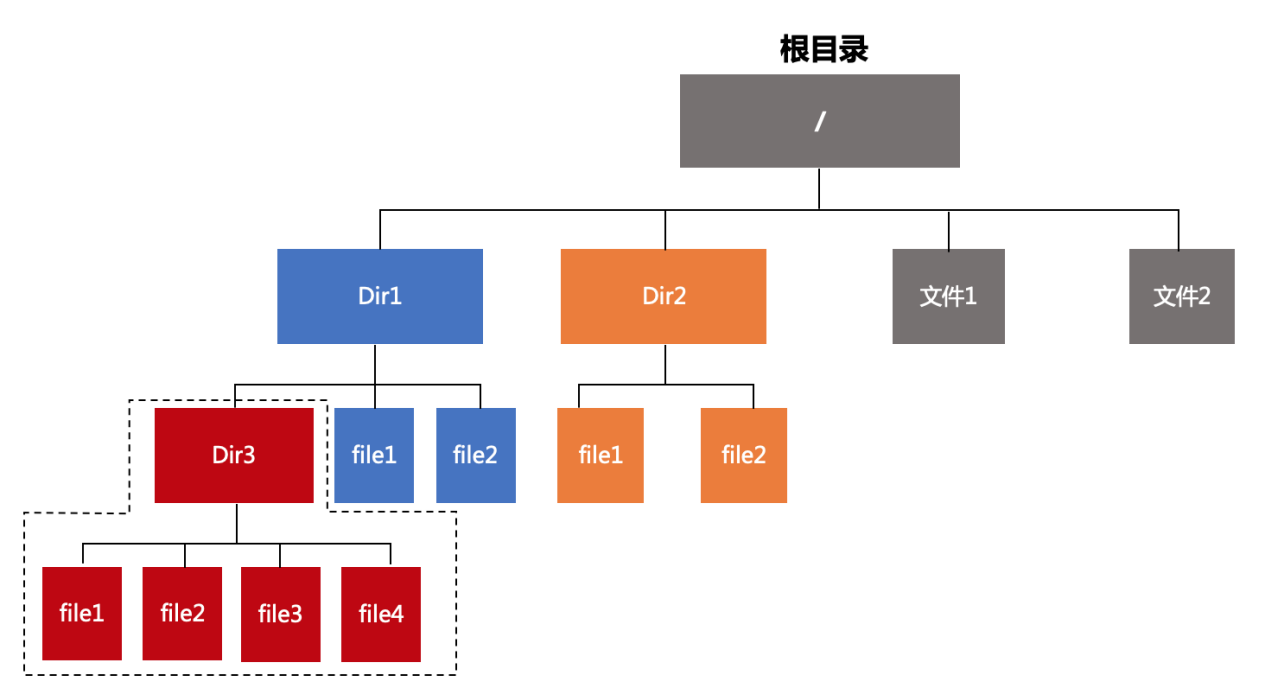 根目录
/
Dir1
Dir2
文件1
文件2
Dir3
file1
file2
file1
file2
file1
file2
file3
file4